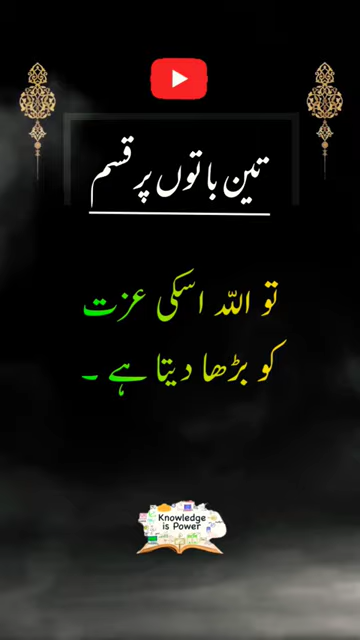 تین باتوں پر قسم
تو اللہ اسکی عزت
کو بڑھا دیتا ہے ۔
Knowledge
is Power